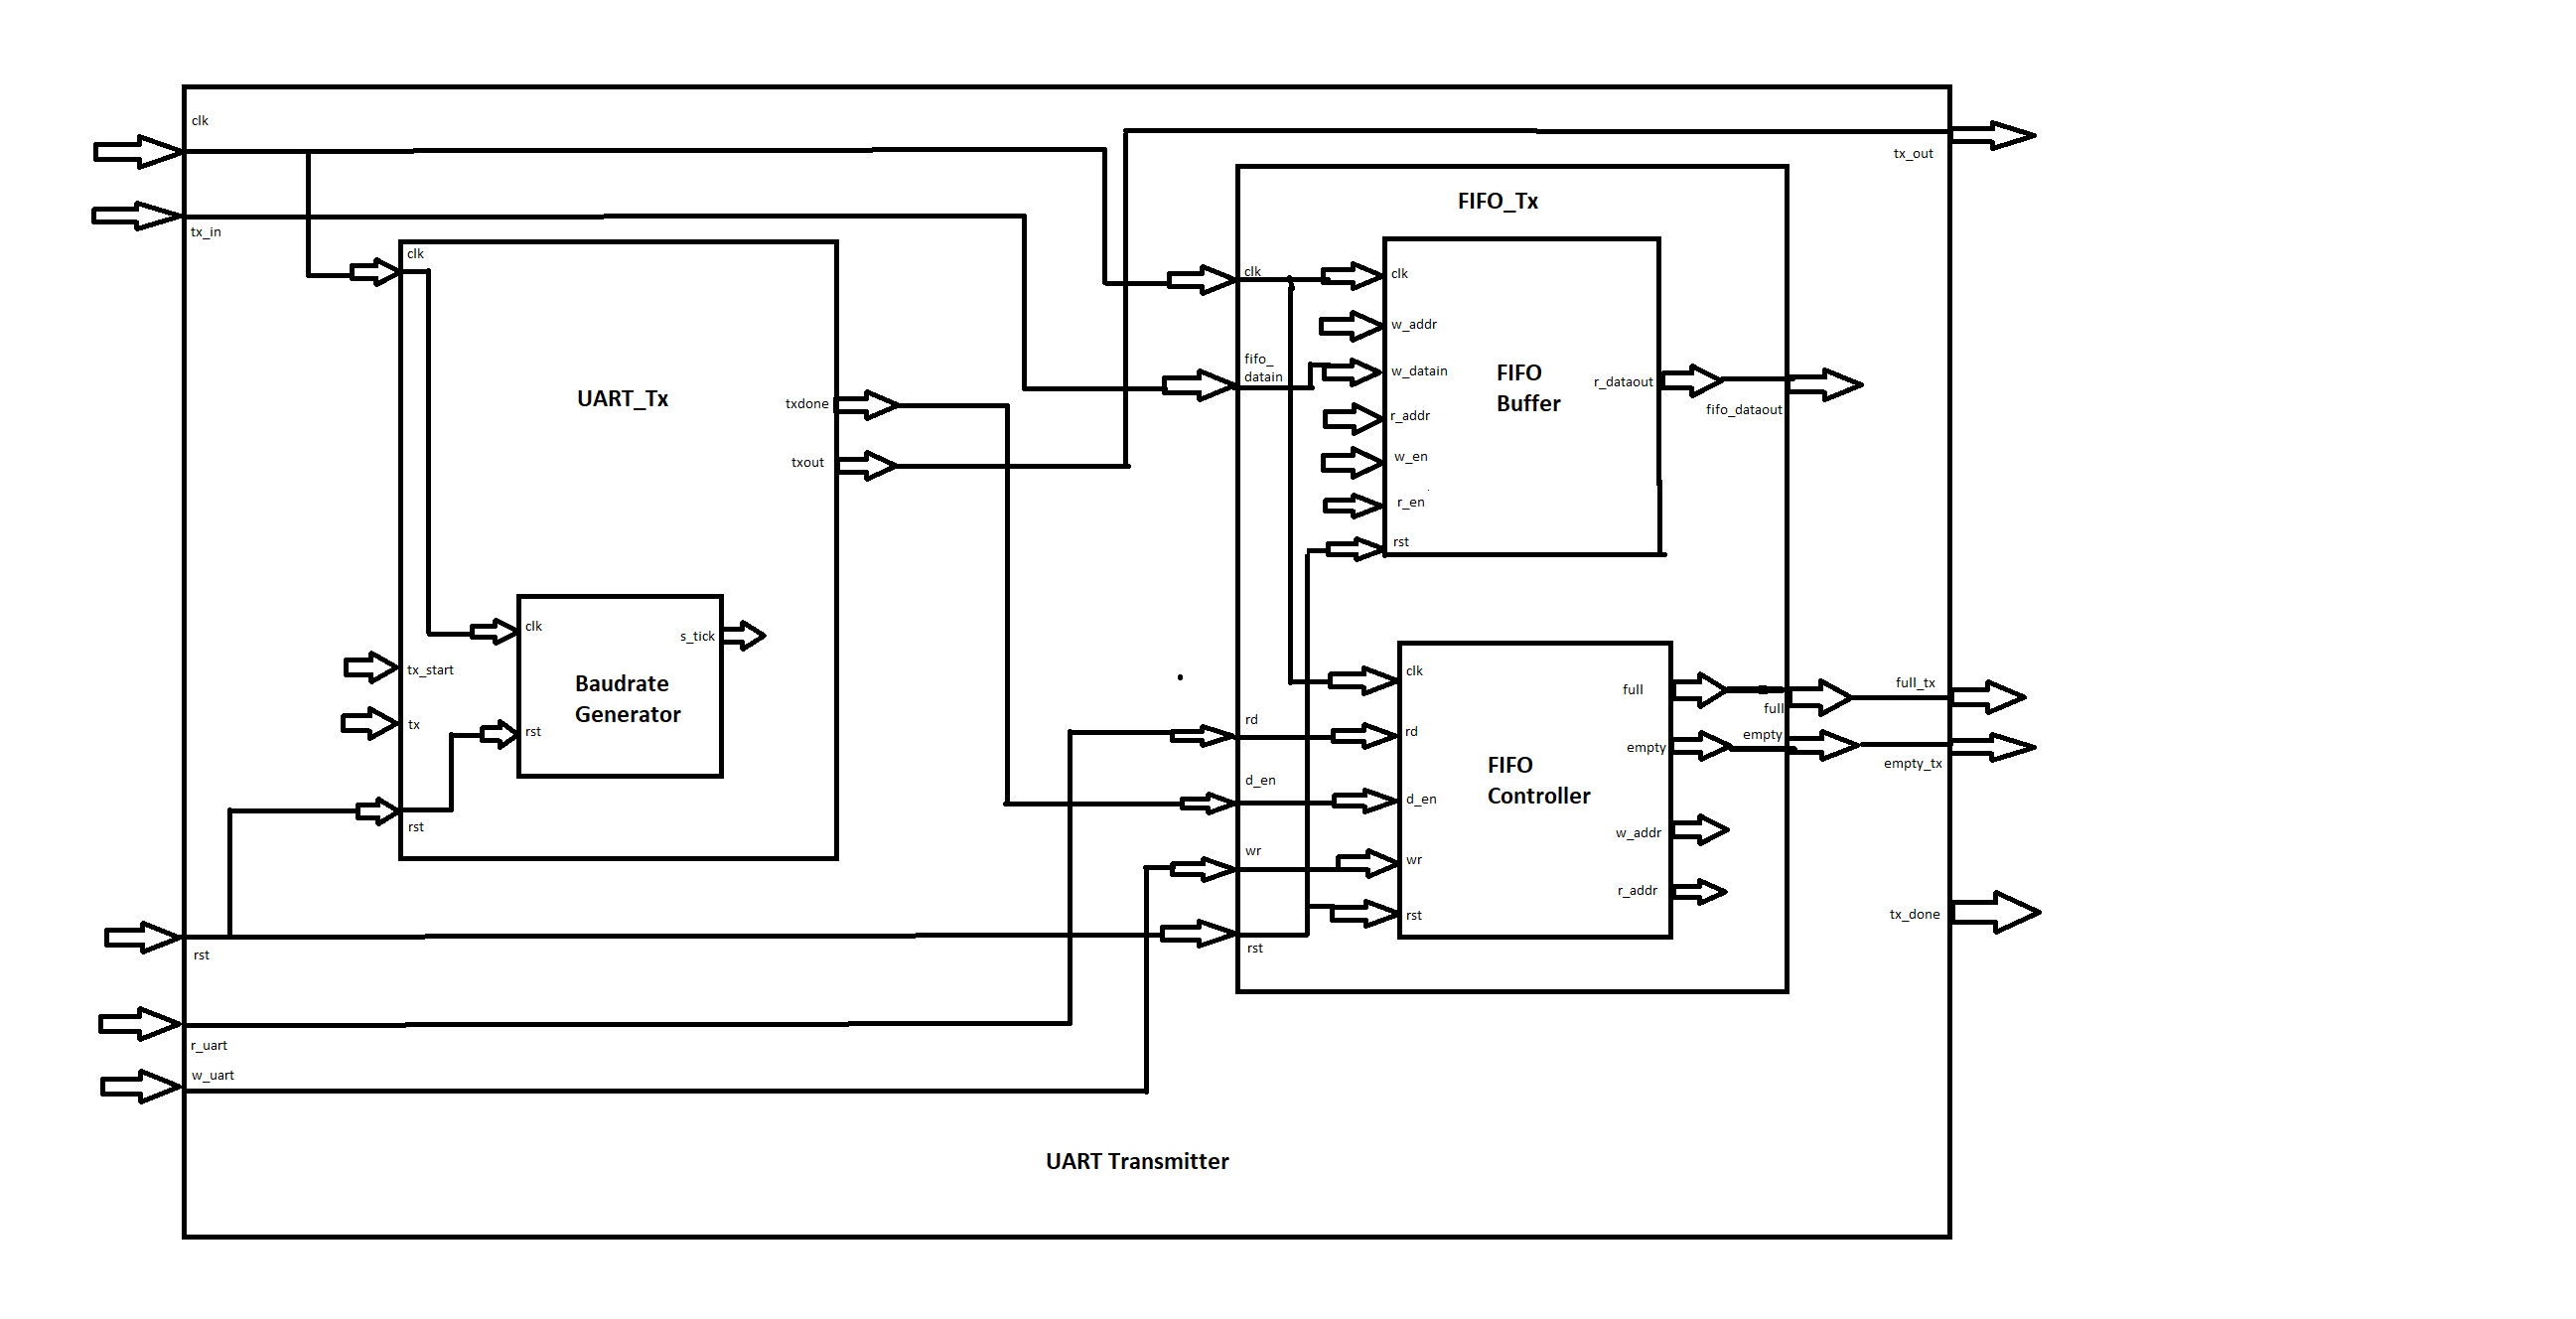 clk
tx_out
tx_in
FIFO_Tx
clk
clk
clk
w_addr
fifo_
datain
w_datain
FIFO
Buffer
r_dataout
fifo_dataout
r_addr
w_en
r_en
rst
UART_Tx
txdone
txout
clk
s_tick
Baudrate
Generator
rst
tx_start
tx
rst
clk
rd
rd
d_en
d_en
wr
wr
rst
rst
FIFO
Controller
full
full
full_tx
empty
empty
empty_tx
w_addr
r_addr
tx_done
rst
r_uart
w_uart
UART Transmitter